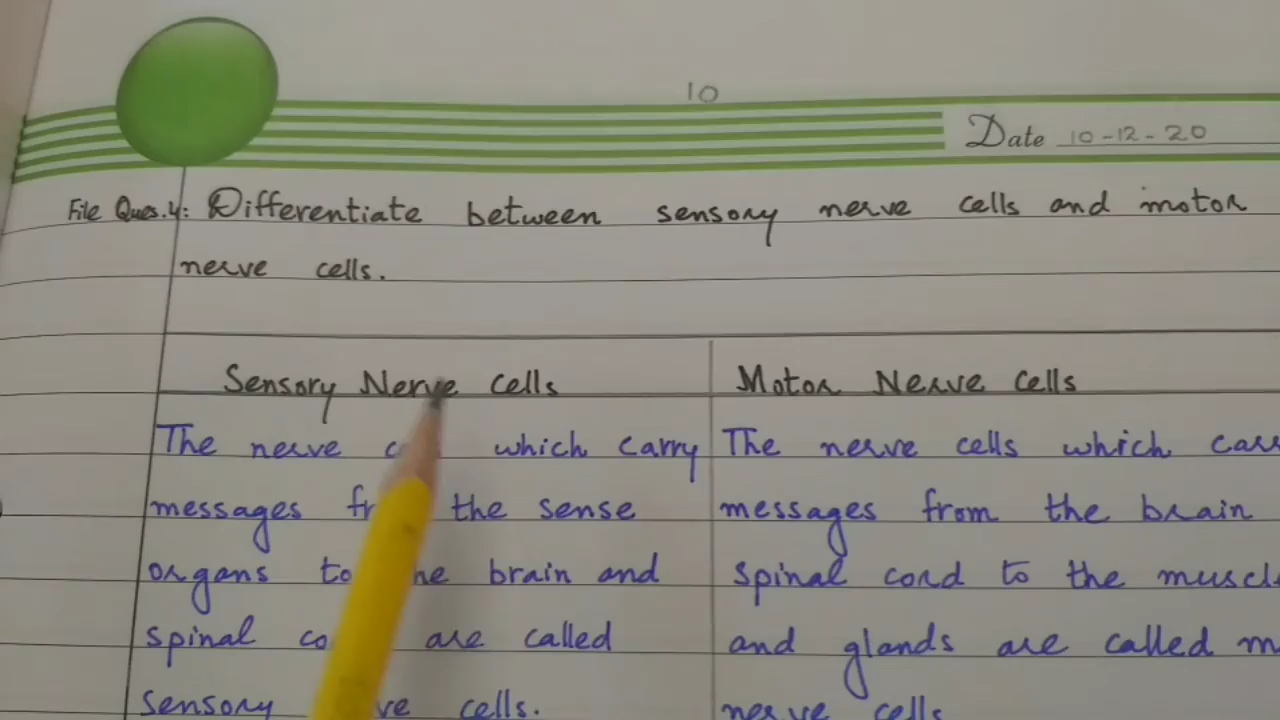 10
Date 10-12-20
File Ques.4: Differentiate between sensory nerve cells and motor
nerve cells.
Sensory Nerve Cells
The nerve which carry
messages the sense
organs to brain and
spinal are called
sensory cells.
Motor Nerve Cells
The nerve cells which
messages from the brain
spinal cord to the
and glands are called
nerve cells